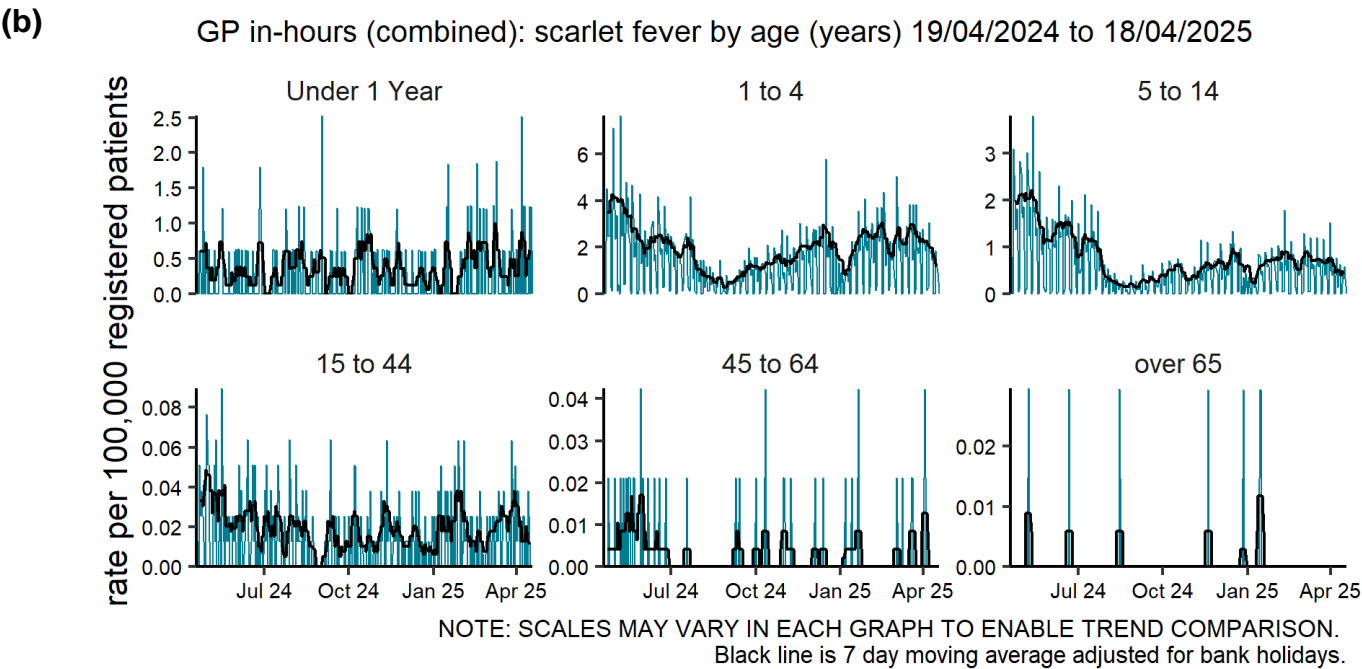 (b)
GP in-hours (combined): scarlet fever by age (years) 19/04/2024 to 18/04/2025
rate per 100,000 registered patients
Under 1 Year
2.5
2.0
1.5
1.0
0.5
0.0
1 to 4
6
4
2
0
5 to 14
3
2
1
0
15 to 44
0.08
0.06
0.04
0.02
0.00
Jul 24 Oct 24 Jan 25 Apr 25
45 to 64
0.04
0.03
0.02
0.01
0.00
Jul 24 Oct 24 Jan 25 Apr 25
over 65
0.02
0.01
0.00
Jul 24 Oct 24 Jan 25 Apr 25
NOTE: SCALES MAY VARY IN EACH GRAPH TO ENABLE TREND COMPARISON.
Black line is 7 day moving average adjusted for bank holidays.